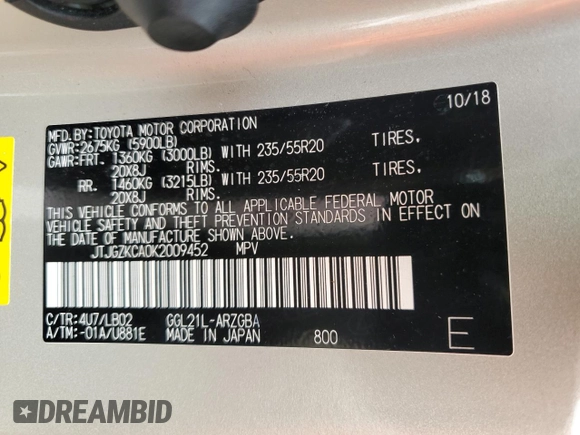 MFD.BY:TOYOTA MOTOR CORPORATION 10/18
GVWR:2675KG (5900LB)
GAWR:FRT. 1360KG (3000LB) WITH 235/55R20 TIRES.
20X8J RIMS.
RR. 1460KG (3215LB) WITH 235/55R20 TIRES.
20X8J RIMS.
THIS VEHICLE CONFORMS TO ALL APPLICABLE FEDERAL MOTOR
VEHICLE SAFETY AND THEFT PREVENTION STANDARDS IN EFFECT ON
THE DATE OF MANUFACTURE SHOWN ABOVE.
JTJGZKCA0K2009452 MPV
C/TR:4U7/LB02 GGL21L-ARZGBA
A/TM:-01A/U881E MADE IN JAPAN 800 E
DREAMBID